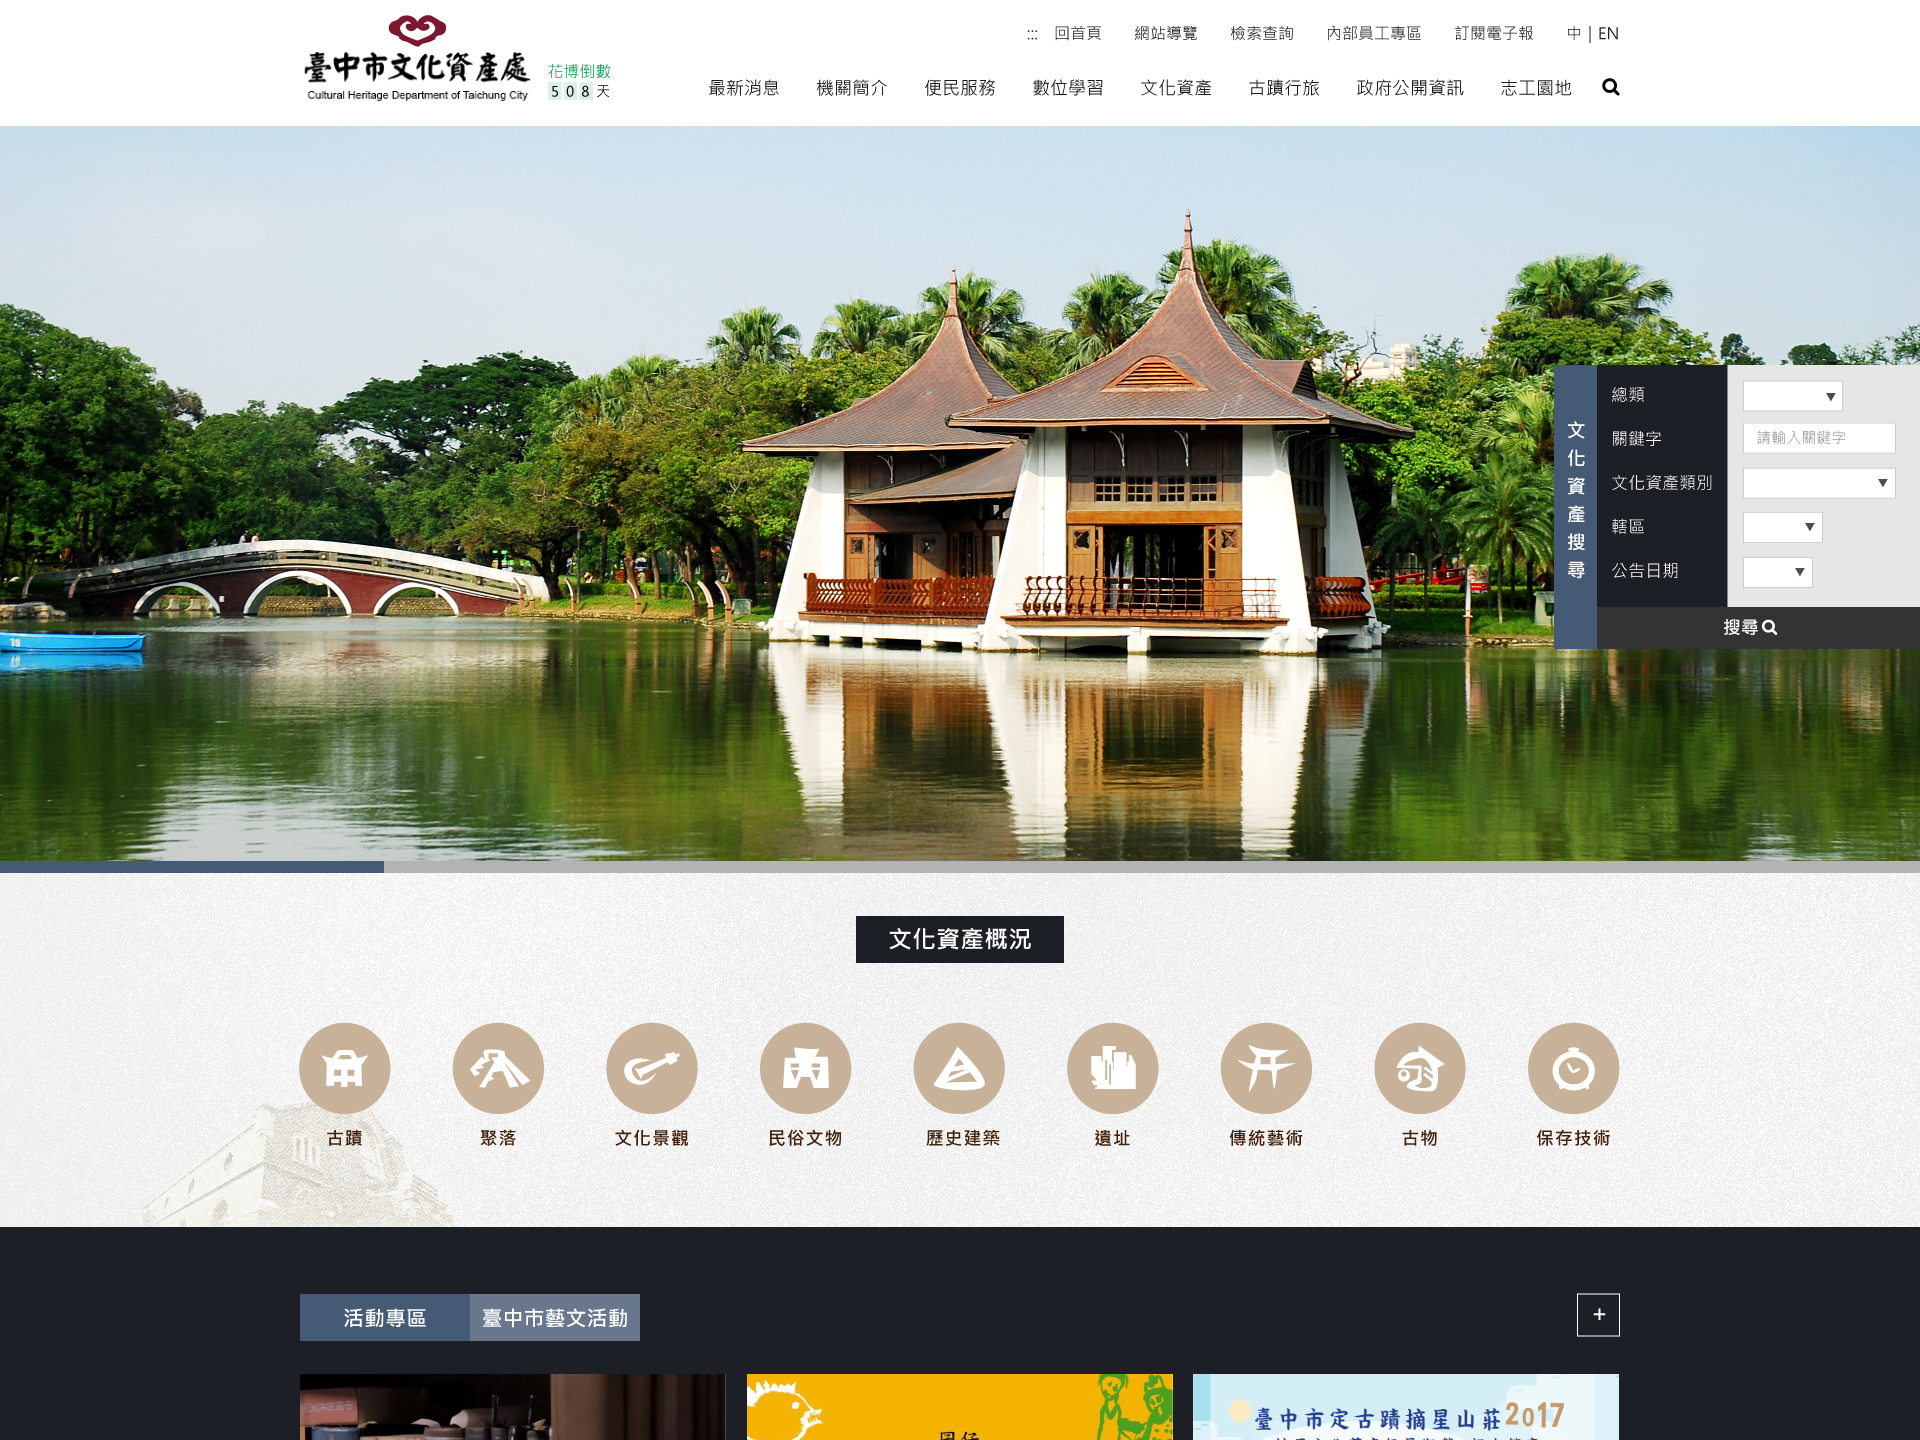 臺中市文化資產處
Cultural Heritage Department of Taichung City
花博倒數
508天
::: 回首頁 網站導覽 檢索查詢 內部員工專區 訂閱電子報 中 | EN
最新消息 機關簡介 便民服務 數位學習 文化資產 古蹟行旅 政府公開資訊 志工園地
文化資產搜尋
總類
關鍵字 請輸入關鍵字
文化資產類別
轄區
公告日期
搜尋
文化資產概況
古蹟 聚落 文化景觀 民俗文物 歷史建築 遺址 傳統藝術 古物 保存技術
活動專區 臺中市藝文活動 +
臺中市定古蹟摘星山莊2017